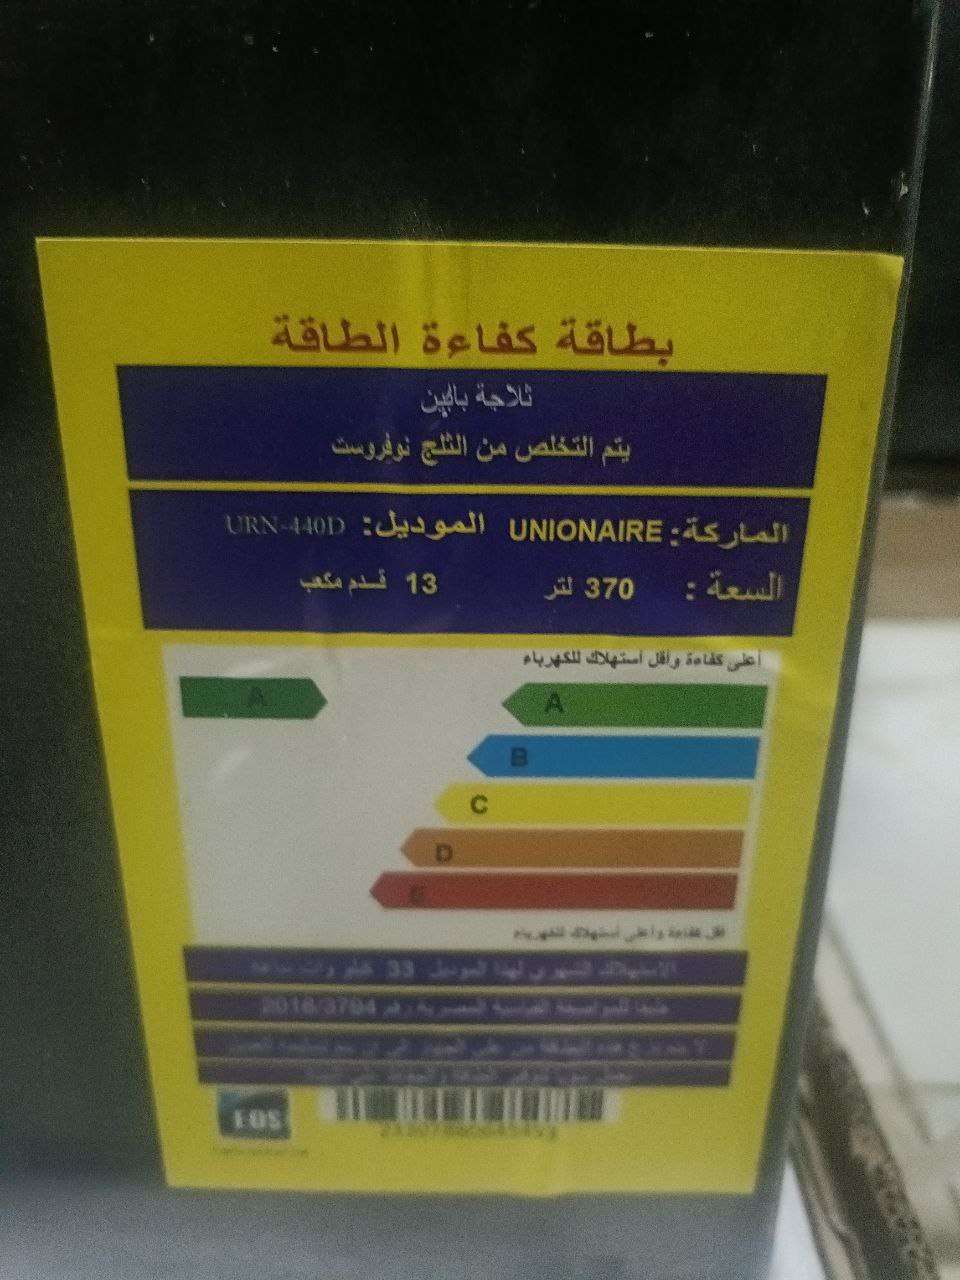 بطاقة كفاءة الطاقة
ثلاجة بابين
يتم التخلص من الثلج نوفروست
الماركة: UNIONAIRE الموديل: URN-440D
السعة: 370 لتر 13 قدم مكعب
أعلى كفاءة وأقل أستهلاك للكهرباء
A A
B
C
D
E
أقل كفاءة وأعلى أستهلاك للكهرباء
الاستهلاك الشهري لهذا الموديل 33 كيلو وات ساعة
طبقا للمواصفة القياسية المصرية رقم 3794/2016